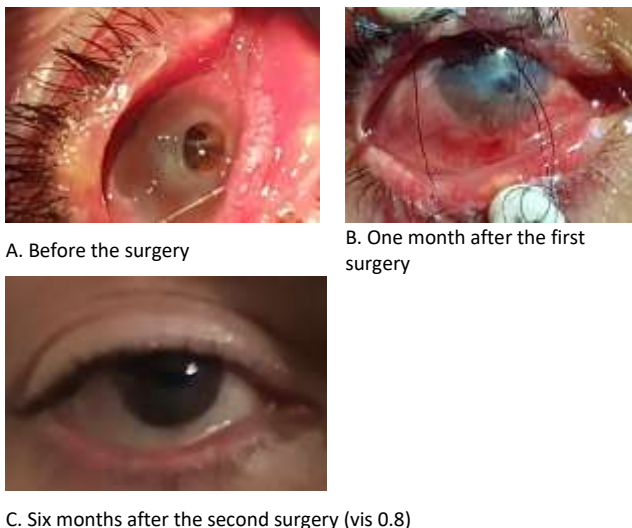 A. Before the surgery
B. One month after the first
surgery
C. Six months after the second surgery (vis 0.8)